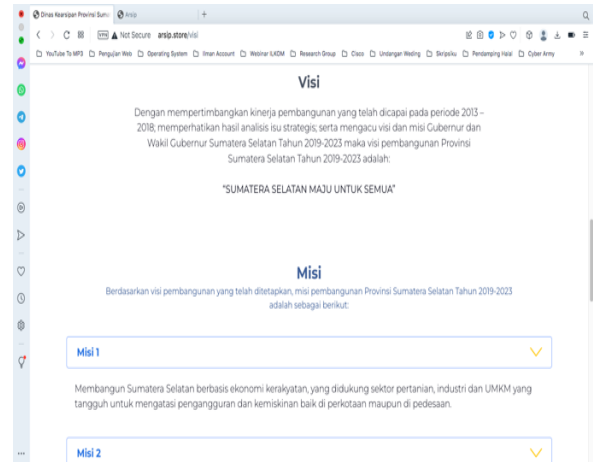 Dinas Kearsipan Provinsi Suma
Arsip
VPN Not Secure arsip.store/visi
YouTube To MP3 Pengujian Web Operating System Iman Account Webinar ILKOM Research Group Cisco Undangan Weding Skripsiku Pendamping Halal Cyber Army
Visi
Dengan mempertimbangkan kinerja pembangunan yang telah dicapai pada periode 2013 –
2018; memperhatikan hasil analisis isu strategis; serta mengacu visi dan misi Gubernur dan
Wakil Gubernur Sumatera Selatan Tahun 2019-2023 maka visi pembangunan Provinsi
Sumatera Selatan Tahun 2019-2023 adalah:
"SUMATERA SELATAN MAJU UNTUK SEMUA"
Misi
Berdasarkan visi pembangunan yang telah ditetapkan, misi pembangunan Provinsi Sumatera Selatan Tahun 2019-2023
adalah sebagai berikut:
Misi 1
Membangun Sumatera Selatan berbasis ekonomi kerakyatan, yang didukung sektor pertanian, industri dan UMKM yang
tangguh untuk mengatasi pengangguran dan kemiskinan baik di perkotaan maupun di pedesaan.
Misi 2